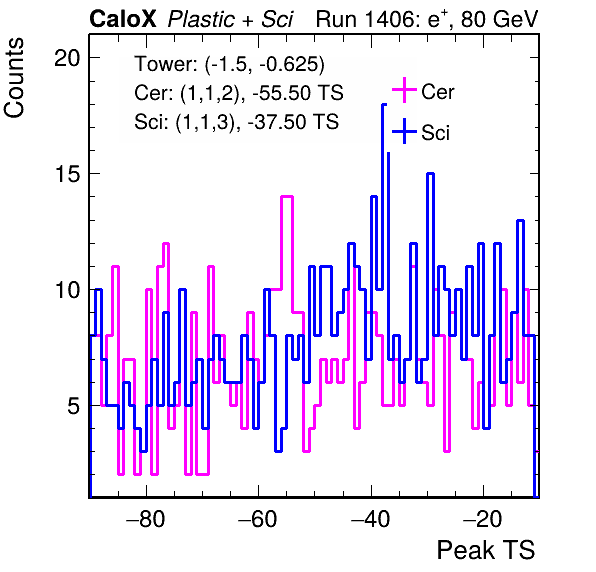 CaloX Plastic + Sci Run 1406: e+, 80 GeV
Counts
Tower: (-1.5, -0.625)
Cer: (1,1,2), -55.50 TS
Sci: (1,1,3), -37.50 TS
Cer
Sci
20
15
10
5
−80 −60 −40 −20
Peak TS